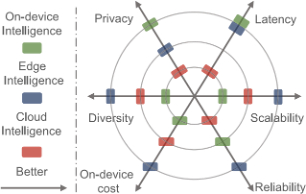 On-device
Intelligence
Edge
Intelligence
Cloud
Intelligence
Better
Privacy
Latency
Diversity
Scalability
On-device
cost
Reliability